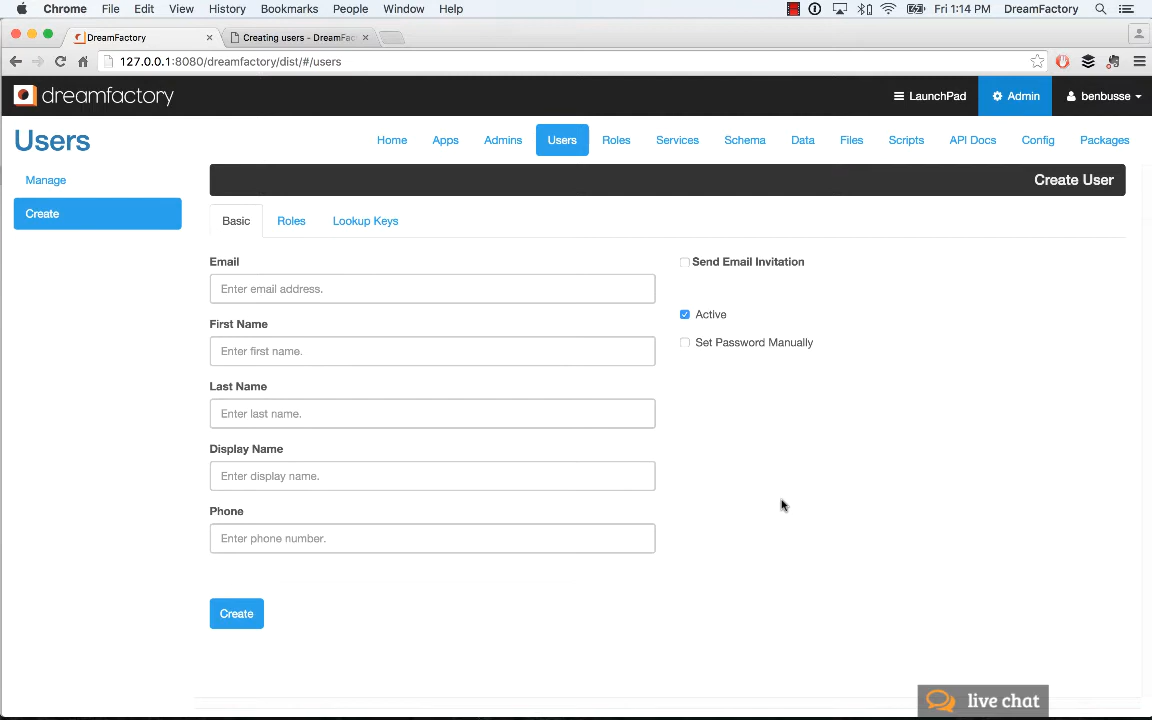 Chrome File Edit View History Bookmarks People Window Help Fri 1:14 PM DreamFactory
DreamFactory Creating users - DreamFac
127.0.0.1:8080/dreamfactory/dist/#/users
dreamfactory LaunchPad Admin benbusse
Users Home Apps Admins Users Roles Services Schema Data Files Scripts API Docs Config Packages
Manage
Create User
Create
Basic Roles Lookup Keys
Email Send Email Invitation
Enter email address.
Active
First Name
Set Password Manually
Enter first name.
Last Name
Enter last name.
Display Name
Enter display name.
Phone
Enter phone number.
Create
live chat